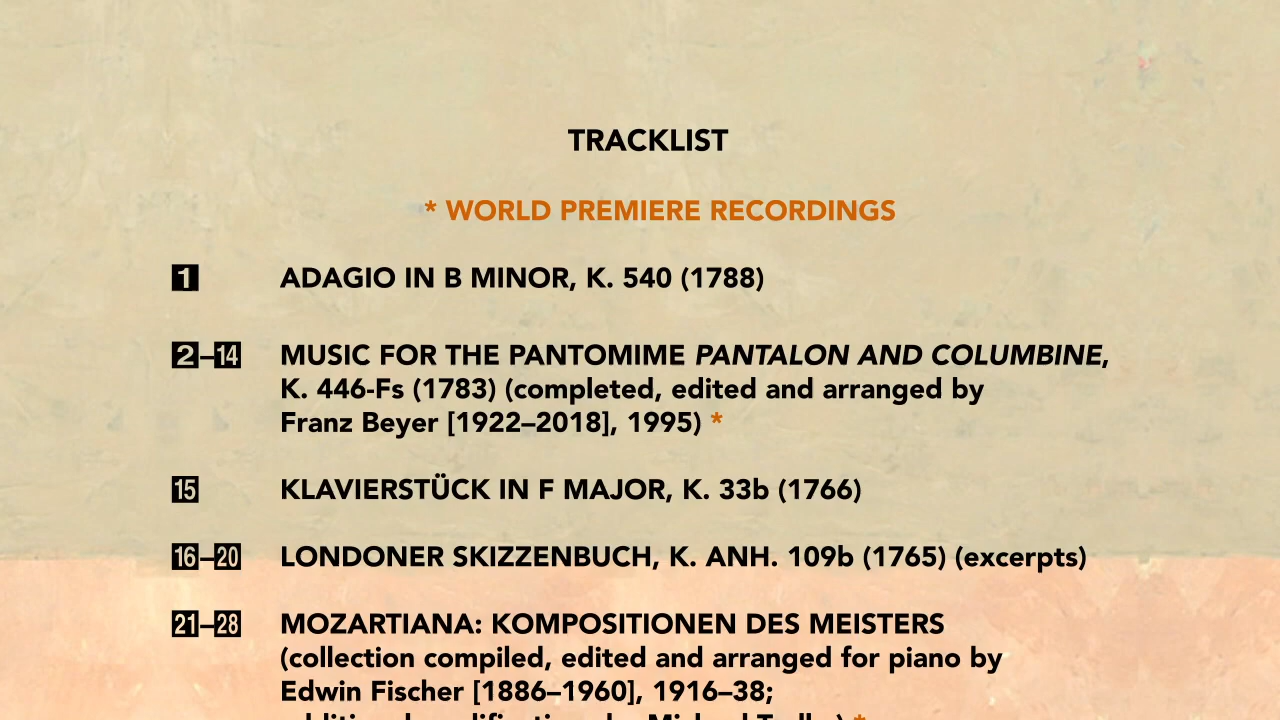 TRACKLIST
* WORLD PREMIERE RECORDINGS
1 ADAGIO IN B MINOR, K. 540 (1788)
2–14 MUSIC FOR THE PANTOMIME PANTALON AND COLUMBINE,
K. 446-Fs (1783) (completed, edited and arranged by
Franz Beyer [1922–2018], 1995) *
15 KLAVIERSTÜCK IN F MAJOR, K. 33b (1766)
16–20 LONDONER SKIZZENBUCH, K. ANH. 109b (1765) (excerpts)
21–28 MOZARTIANA: KOMPOSITIONEN DES MEISTERS
(collection compiled, edited and arranged for piano by
Edwin Fischer [1886–1960], 1916–38;